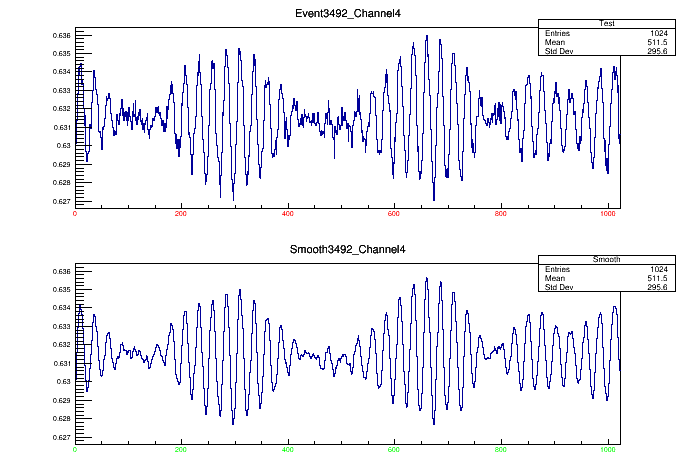 Event3492_Channel4
Test
Entries 1024
Mean 511.5
Std Dev 295.6
0.636
0.635
0.634
0.633
0.632
0.631
0.63
0.629
0.628
0.627
0 200 400 600 800 1000
Smooth3492_Channel4
Smooth
Entries 1024
Mean 511.5
Std Dev 295.6
0.636
0.635
0.634
0.633
0.632
0.631
0.63
0.629
0.628
0.627
0 200 400 600 800 1000